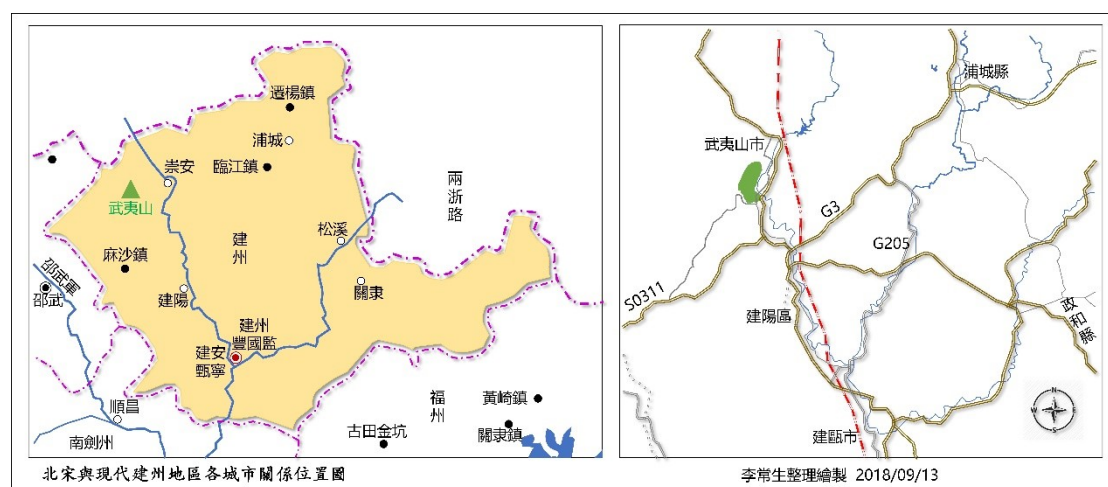 遷楊鎮
浦城
崇安
臨江鎮
武夷山
兩浙路
建州
松溪
麻沙鎮
邵武軍
邵武
建陽
關隶
建州
豐國監
建安
甄寧
福州
黃崎鎮
順昌
古田金坑
關隶鎮
南劍州
北宋與現代建州地區各城市關係位置圖
浦城縣
武夷山市
G3
G205
S0311
建陽區
政和縣
建甌市
N
W
E
S
李常生整理繪製 2018/09/13